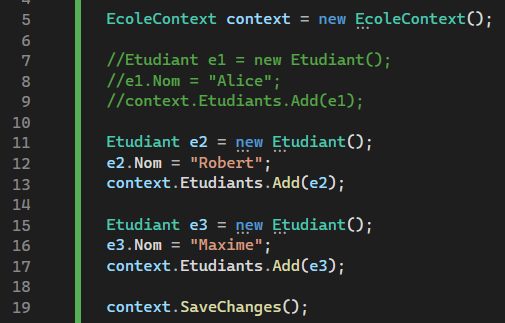 5 EcoleContext context = new EcoleContext();
6
7 //Etudiant e1 = new Etudiant();
8 //e1.Nom = "Alice";
9 //context.Etudiants.Add(e1);
10
11 Etudiant e2 = new Etudiant();
12 e2.Nom = "Robert";
13 context.Etudiants.Add(e2);
14
15 Etudiant e3 = new Etudiant();
16 e3.Nom = "Maxime";
17 context.Etudiants.Add(e3);
18
19 context.SaveChanges();